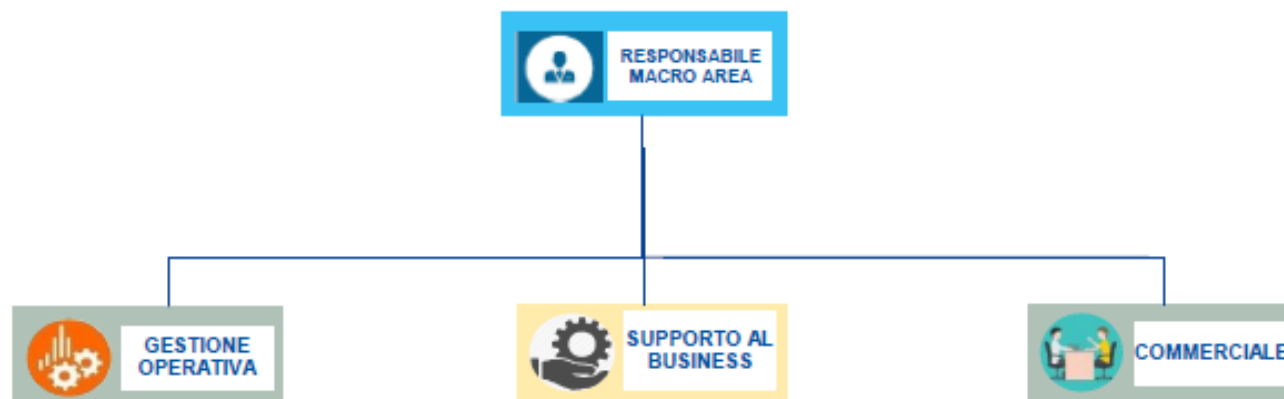 RESPONSABILE
MACRO AREA
GESTIONE
OPERATIVA
SUPPORTO AL
BUSINESS
COMMERCIALE